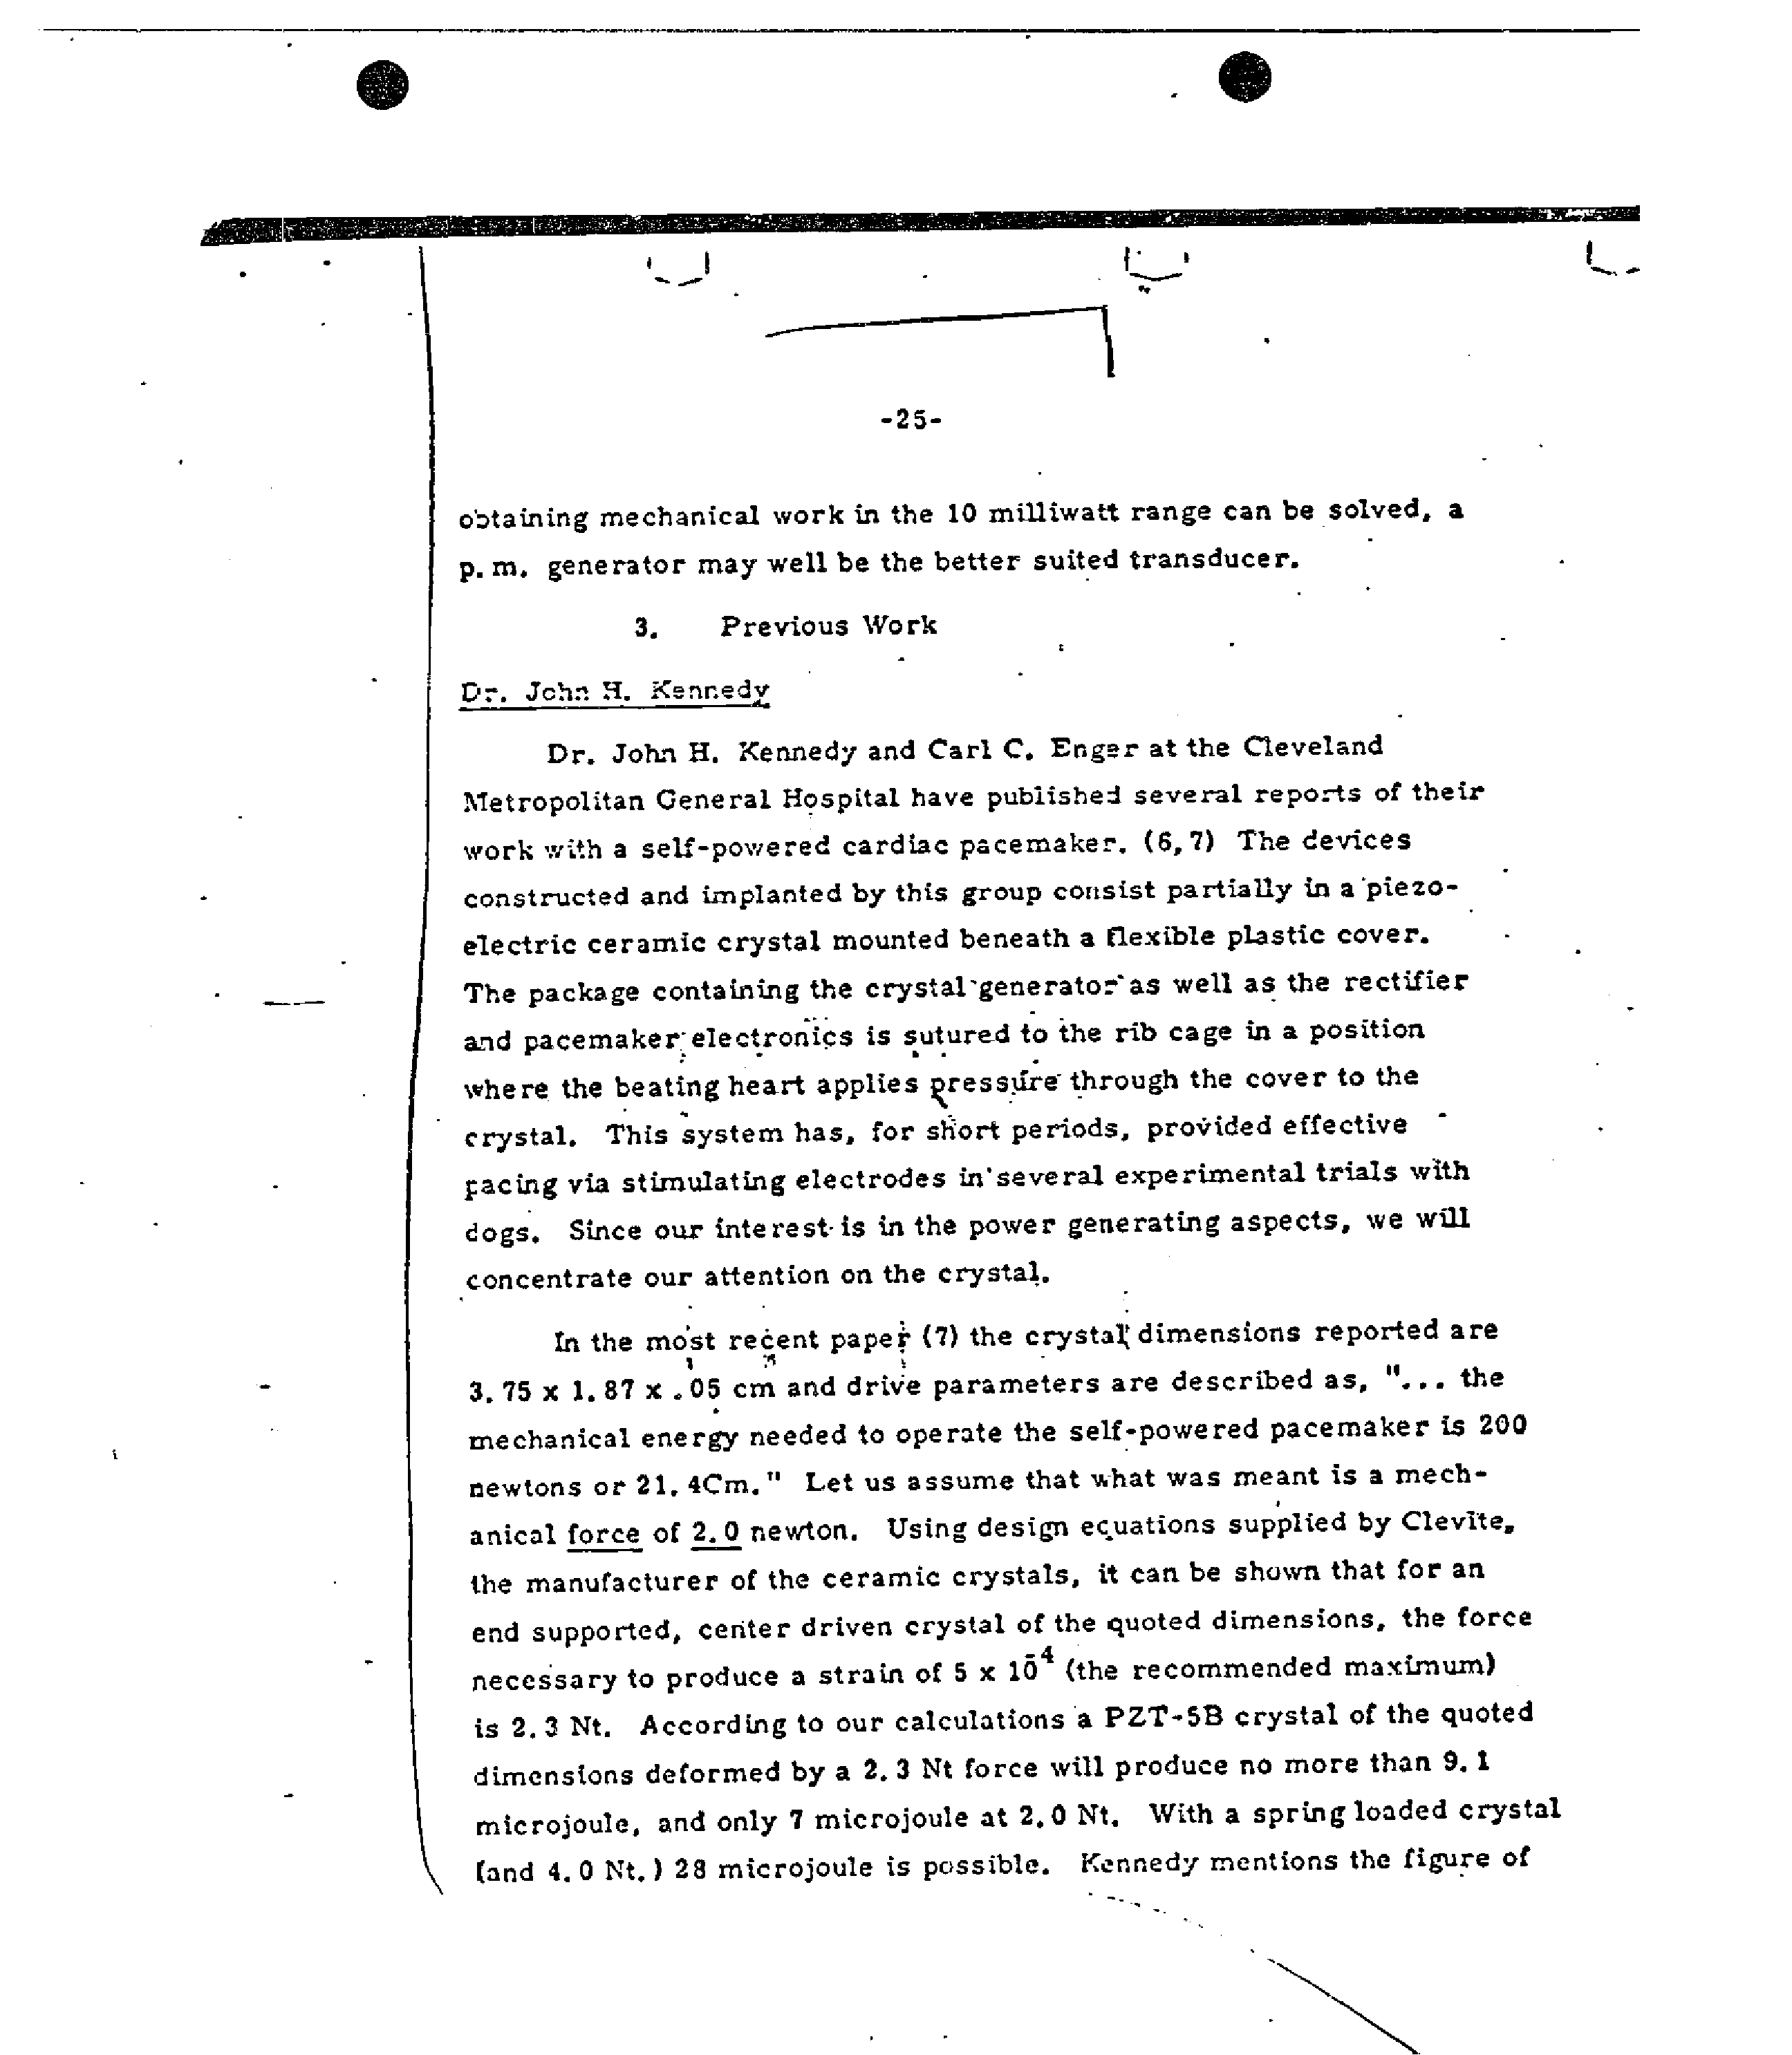 -25-
obtaining mechanical work in the 10 milliwatt range can be solved, a
p.m. generator may well be the better suited transducer.
3. Previous Work
Dr. John H. Kennedy
Dr. John H. Kennedy and Carl C. Enger at the Cleveland
Metropolitan General Hospital have published several reports of their
work with a self-powered cardiac pacemaker. (6,7) The devices
constructed and implanted by this group consist partially in a piezo-
electric ceramic crystal mounted beneath a flexible plastic cover.
The package containing the crystal generator as well as the rectifier
and pacemaker electronics is sutured to the rib cage in a position
where the beating heart applies pressure through the cover to the
crystal. This system has, for short periods, provided effective
pacing via stimulating electrodes in several experimental trials with
dogs. Since our interest is in the power generating aspects, we will
concentrate our attention on the crystal.
In the most recent paper (7) the crystal dimensions reported are
3.75 x 1.87 x .05 cm and drive parameters are described as, "... the
mechanical energy needed to operate the self-powered pacemaker is 200
newtons or 21.4Cm." Let us assume that what was meant is a mech-
anical force of 2.0 newton. Using design equations supplied by Clevite,
the manufacturer of the ceramic crystals, it can be shown that for an
end supported, center driven crystal of the quoted dimensions, the force
necessary to produce a strain of 5 x 10⁻⁴ (the recommended maximum)
is 2.3 Nt. According to our calculations a PZT-5B crystal of the quoted
dimensions deformed by a 2.3 Nt force will produce no more than 9.1
microjoule, and only 7 microjoule at 2.0 Nt. With a spring loaded crystal
(and 4.0 Nt.) 28 microjoule is possible. Kennedy mentions the figure of